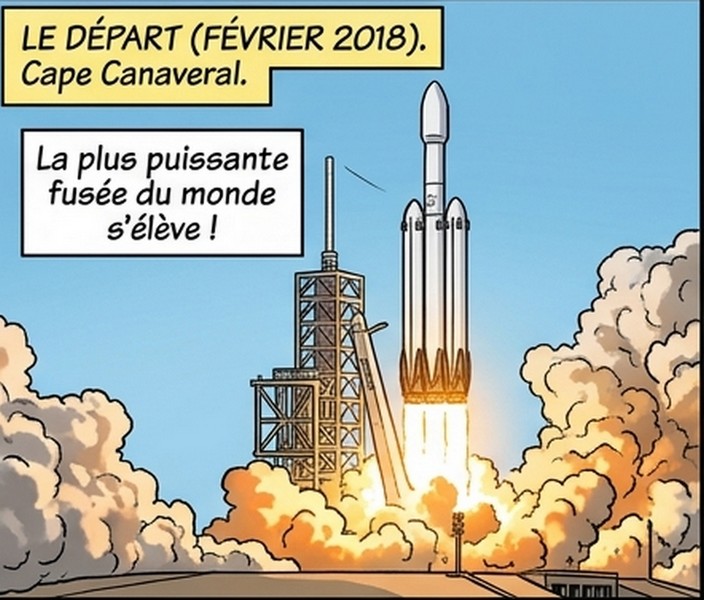 LE DÉPART (FÉVRIER 2018).
Cape Canaveral.
La plus puissante
fusée du monde
s'élève !